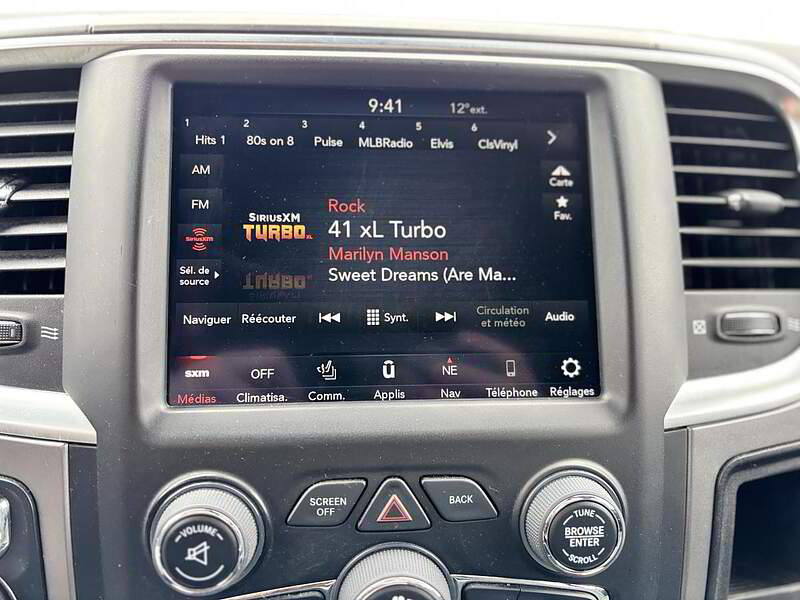 9:41 12°ext.
1 2 3 4 5 6
Hits 1 80s on 8 Pulse MLBRadio Elvis ClsVinyl
AM
Carte
FM
Fav.
SIRIUSXM
Sél. de
source
SIRIUSXM
TURBO XL
Rock
41 xL Turbo
Marilyn Manson
Sweet Dreams (Are Ma...
Naviguer Réécouter Synt. Circulation
et météo
Audio
sxm OFF NE
Médias Climatisa. Comm. Applis Nav Téléphone Réglages
SCREEN
OFF
BACK
VOLUME
TUNE
BROWSE
ENTER
SCROLL